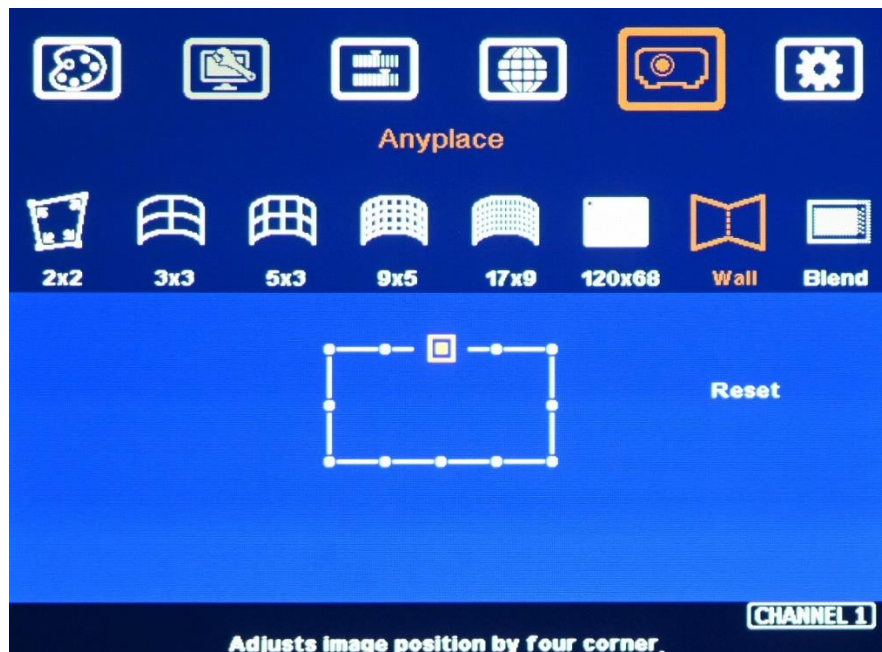 Anyplace
2x2 3x3 5x3 9x5 17x9 120x68 Wall Blend
Reset
CHANNEL 1
Adjusts image position by four corner.